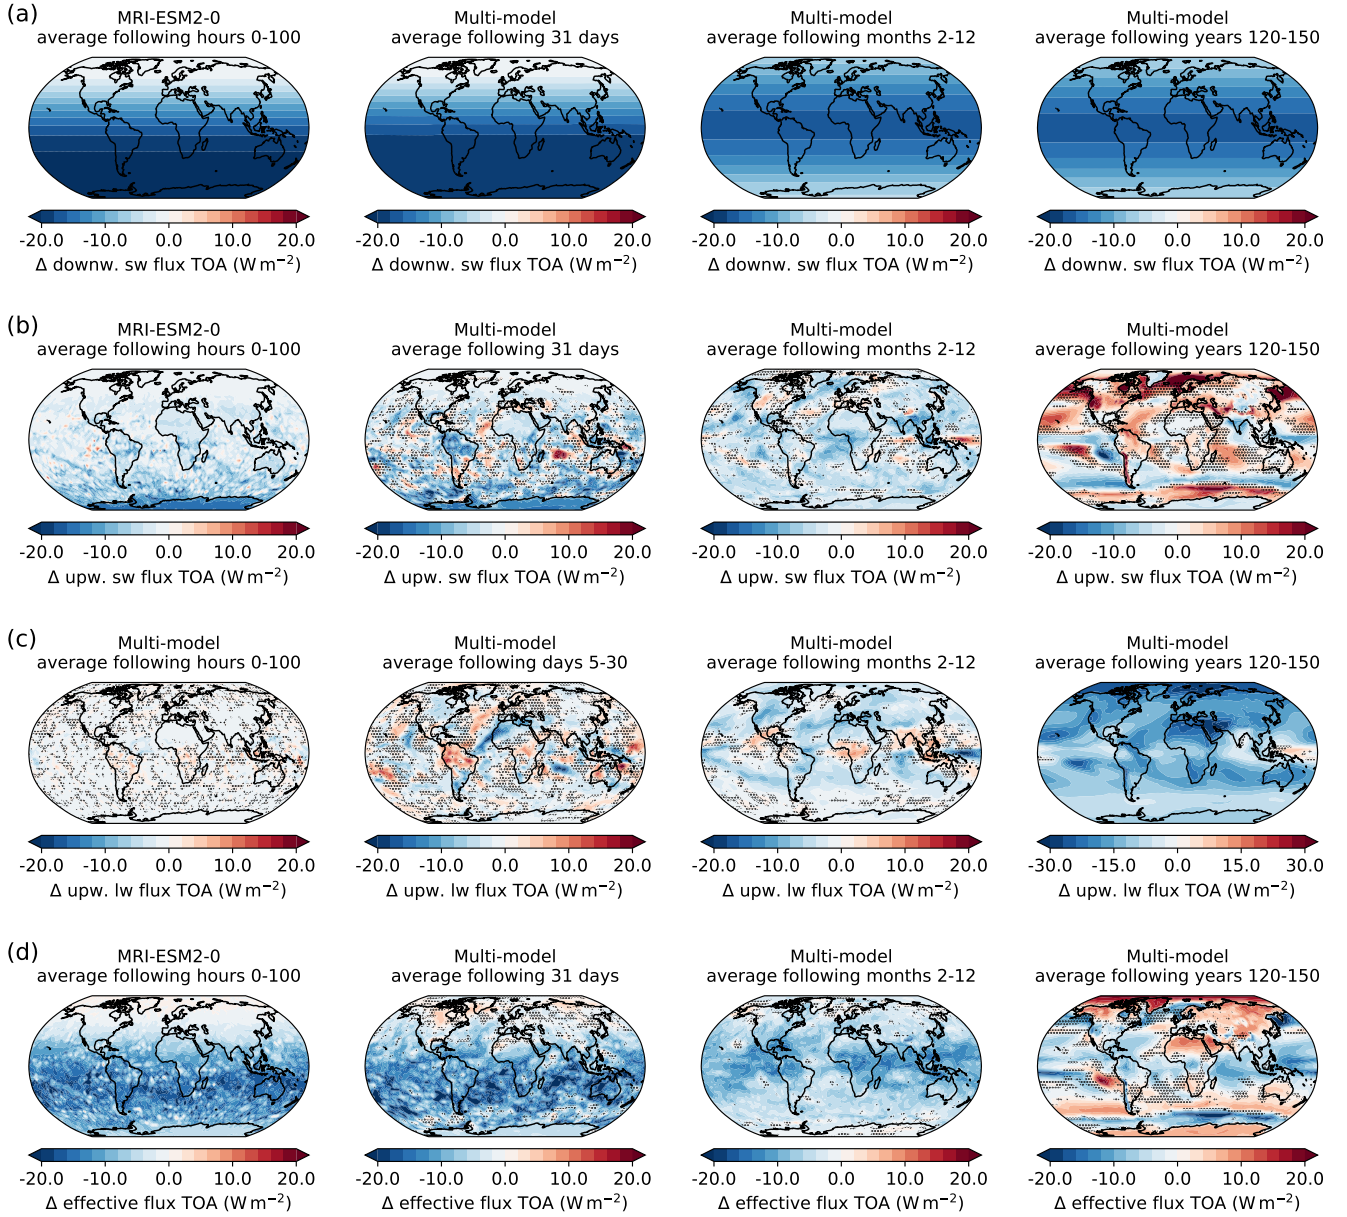 (a)
MRI-ESM2-0
average following hours 0-100
Multi-model
average following 31 days
Multi-model
average following months 2-12
Multi-model
average following years 120-150
-20.0 -10.0 0.0 10.0 20.0
Δ downw. sw flux TOA (W m−2)
-20.0 -10.0 0.0 10.0 20.0
Δ downw. sw flux TOA (W m−2)
-20.0 -10.0 0.0 10.0 20.0
Δ downw. sw flux TOA (W m−2)
-20.0 -10.0 0.0 10.0 20.0
Δ downw. sw flux TOA (W m−2)
(b)
MRI-ESM2-0
average following hours 0-100
Multi-model
average following 31 days
Multi-model
average following months 2-12
Multi-model
average following years 120-150
-20.0 -10.0 0.0 10.0 20.0
Δ upw. sw flux TOA (W m−2)
-20.0 -10.0 0.0 10.0 20.0
Δ upw. sw flux TOA (W m−2)
-20.0 -10.0 0.0 10.0 20.0
Δ upw. sw flux TOA (W m−2)
-20.0 -10.0 0.0 10.0 20.0
Δ upw. sw flux TOA (W m−2)
(c)
Multi-model
average following hours 0-100
Multi-model
average following days 5-30
Multi-model
average following months 2-12
Multi-model
average following years 120-150
-20.0 -10.0 0.0 10.0 20.0
Δ upw. lw flux TOA (W m−2)
-20.0 -10.0 0.0 10.0 20.0
Δ upw. lw flux TOA (W m−2)
-20.0 -10.0 0.0 10.0 20.0
Δ upw. lw flux TOA (W m−2)
-30.0 -15.0 0.0 15.0 30.0
Δ upw. lw flux TOA (W m−2)
(d)
MRI-ESM2-0
average following hours 0-100
Multi-model
average following 31 days
Multi-model
average following months 2-12
Multi-model
average following years 120-150
-20.0 -10.0 0.0 10.0 20.0
Δ effective flux TOA (W m−2)
-20.0 -10.0 0.0 10.0 20.0
Δ effective flux TOA (W m−2)
-20.0 -10.0 0.0 10.0 20.0
Δ effective flux TOA (W m−2)
-20.0 -10.0 0.0 10.0 20.0
Δ effective flux TOA (W m−2)